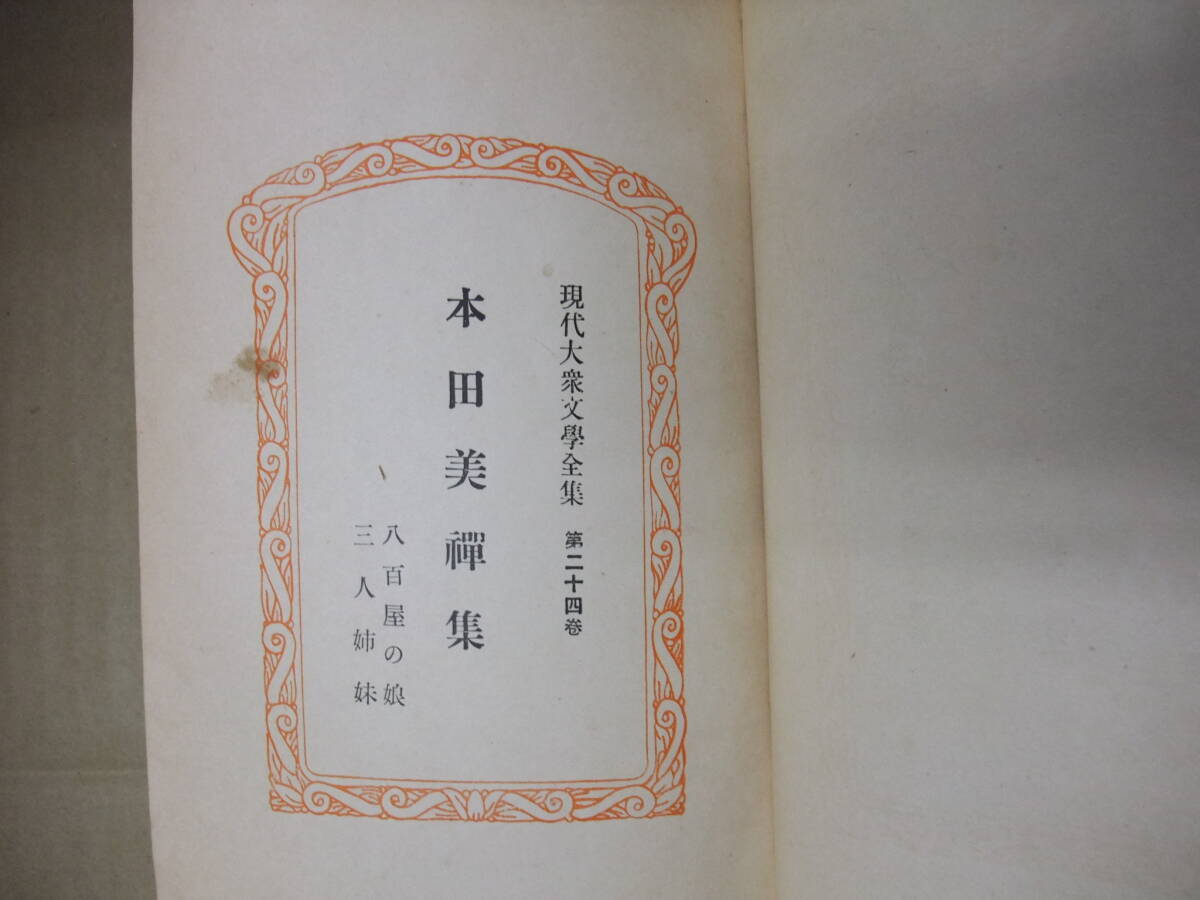 現代大衆文學全集 第二十四卷
本田美禪集
八百屋の娘
三人姉妹